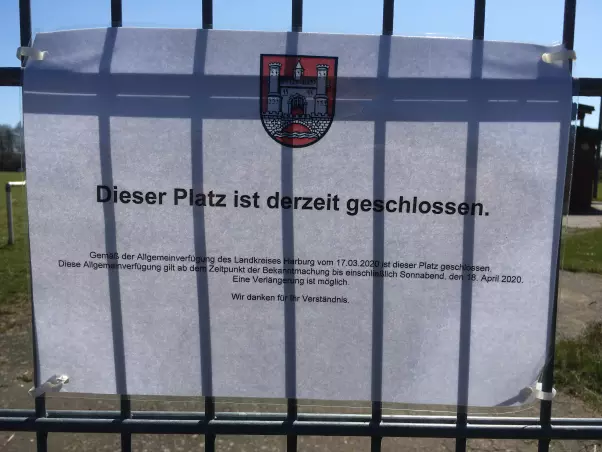 Dieser Platz ist derzeit geschlossen.
Gemäß der Allgemeinverfügung des Landkreises Harburg vom 17.03.2020 ist dieser Platz geschlossen.
Diese Allgemeinverfügung gilt ab dem Zeitpunkt der Bekanntmachung bis einschließlich Sonnabend, den 18. April 2020.
Eine Verlängerung ist möglich.
Wir danken für Ihr Verständnis.